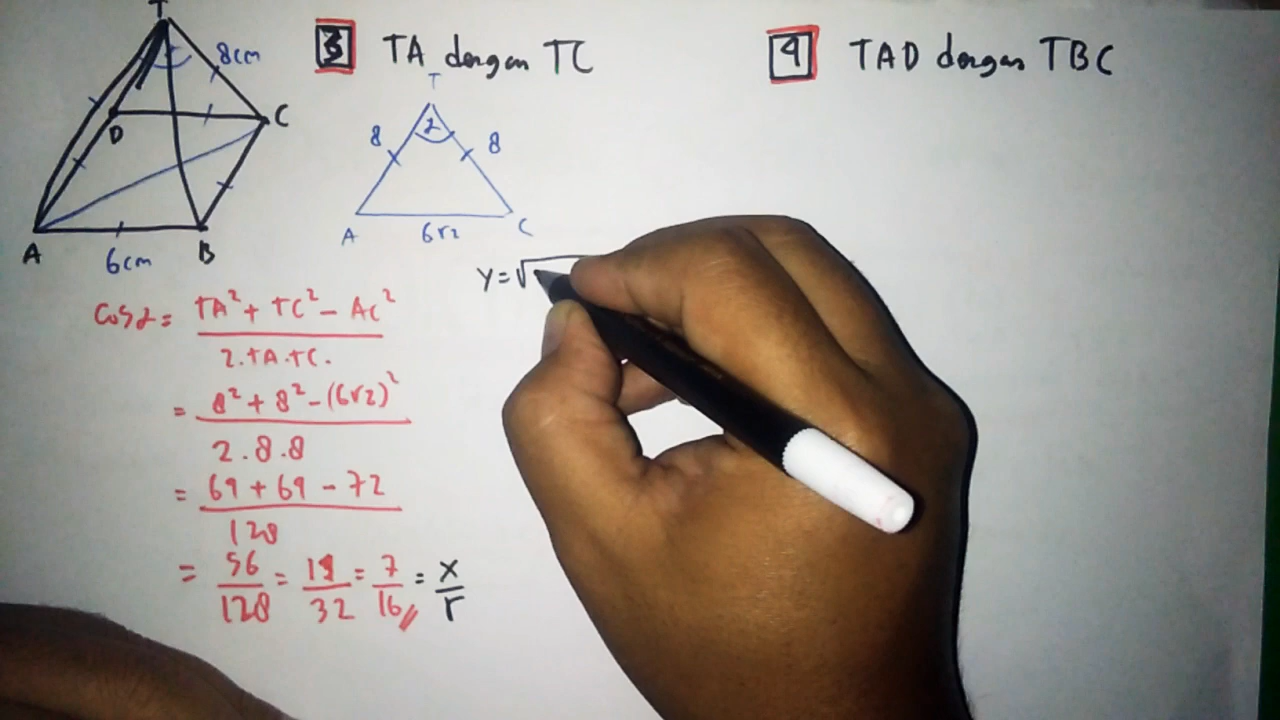 T
8cm
D
C
A
B
6cm
3 TA dengan TC
T
8
2
8
A
6√2
C
4 TAD dengan TBC
cos α = TA² + TC² - AC² / 2.TA.TC.
= 8² + 8² - (6√2)² / 2.8.8
= 64 + 64 - 72 / 128
= 56/128 = 14/32 = 7/16 = x/r
y = √